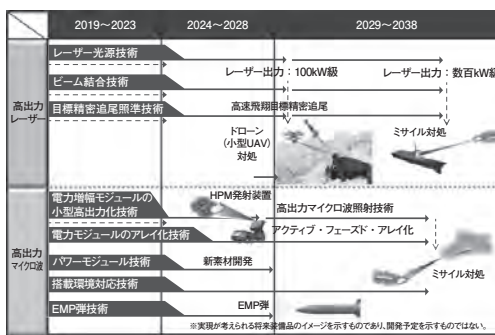 2019~2023
2024~2028
2029~2038
高出力
レーザー
レーザー光源技術
ビーム結合技術
目標精密追尾照準技術
レーザー出力：100kW級
レーザー出力：数百kW級
高速飛翔目標精密追尾
ドローン
（小型UAV）
対処
ミサイル対処
高出力
マイクロ波
電力増幅モジュールの
小型高出力化技術
電力モジュールのアレイ化技術
パワーモジュール技術
搭載環境対応技術
EMP弾技術
HPM発射装置
高出力マイクロ波照射技術
アクティブ・フェーズド・アレイ化
新素材開発
ミサイル対処
EMP弾
※実現が考えられる将来装備品のイメージを示すものであり、開発予定を示すものではない。